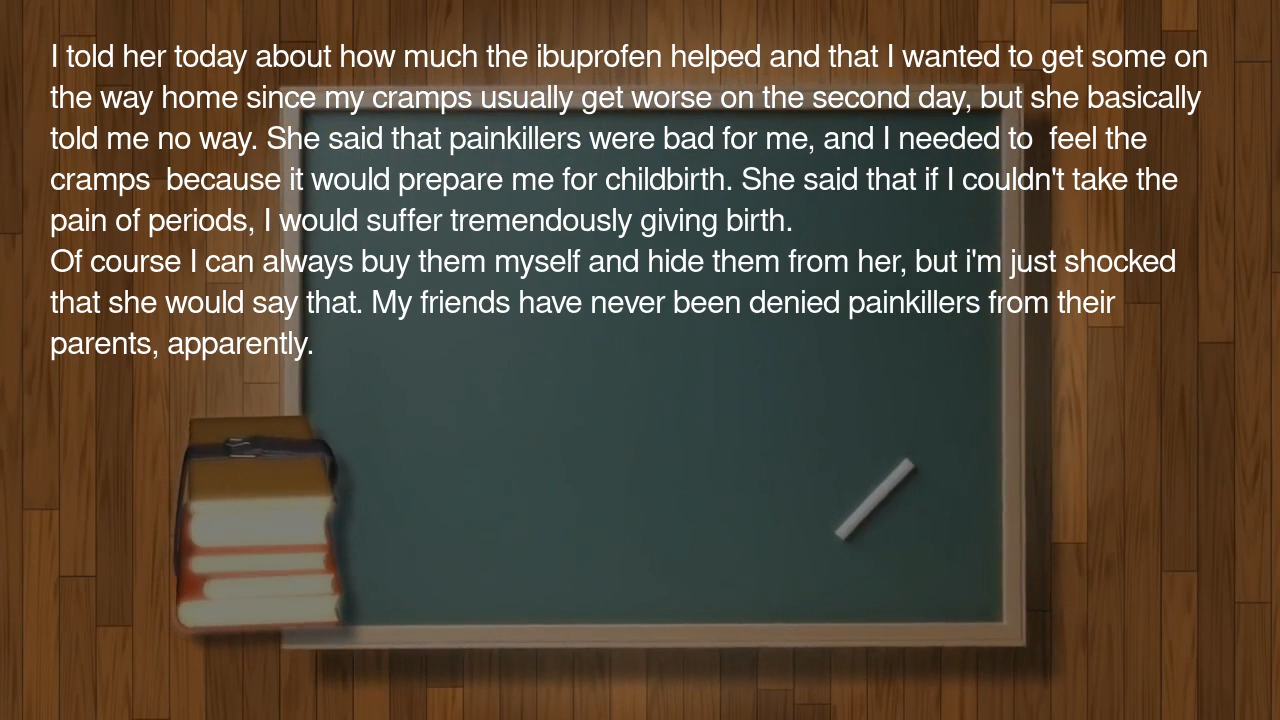 I told her today about how much the ibuprofen helped and that I wanted to get some on
the way home since my cramps usually get worse on the second day, but she basically
told me no way. She said that painkillers were bad for me, and I needed to  feel the
cramps  because it would prepare me for childbirth. She said that if I couldn't take the
pain of periods, I would suffer tremendously giving birth.
Of course I can always buy them myself and hide them from her, but i'm just shocked
that she would say that. My friends have never been denied painkillers from their
parents, apparently.